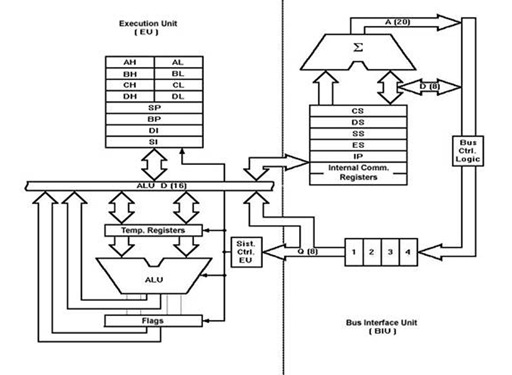 Execution Unit
( EU )
AH AL
BH BL
CH CL
DH DL
SP
BP
DI
SI
ALU D (16)
Temp. Registers
ALU
Flags
Sist.
Ctrl.
EU
Σ
A (20)
D (8)
CS
DS
SS
ES
IP
Internal Comm.
Registers
Bus
Ctrl.
Logic
Q (8)
1 2 3 4
Bus Interface Unit
( BIU )